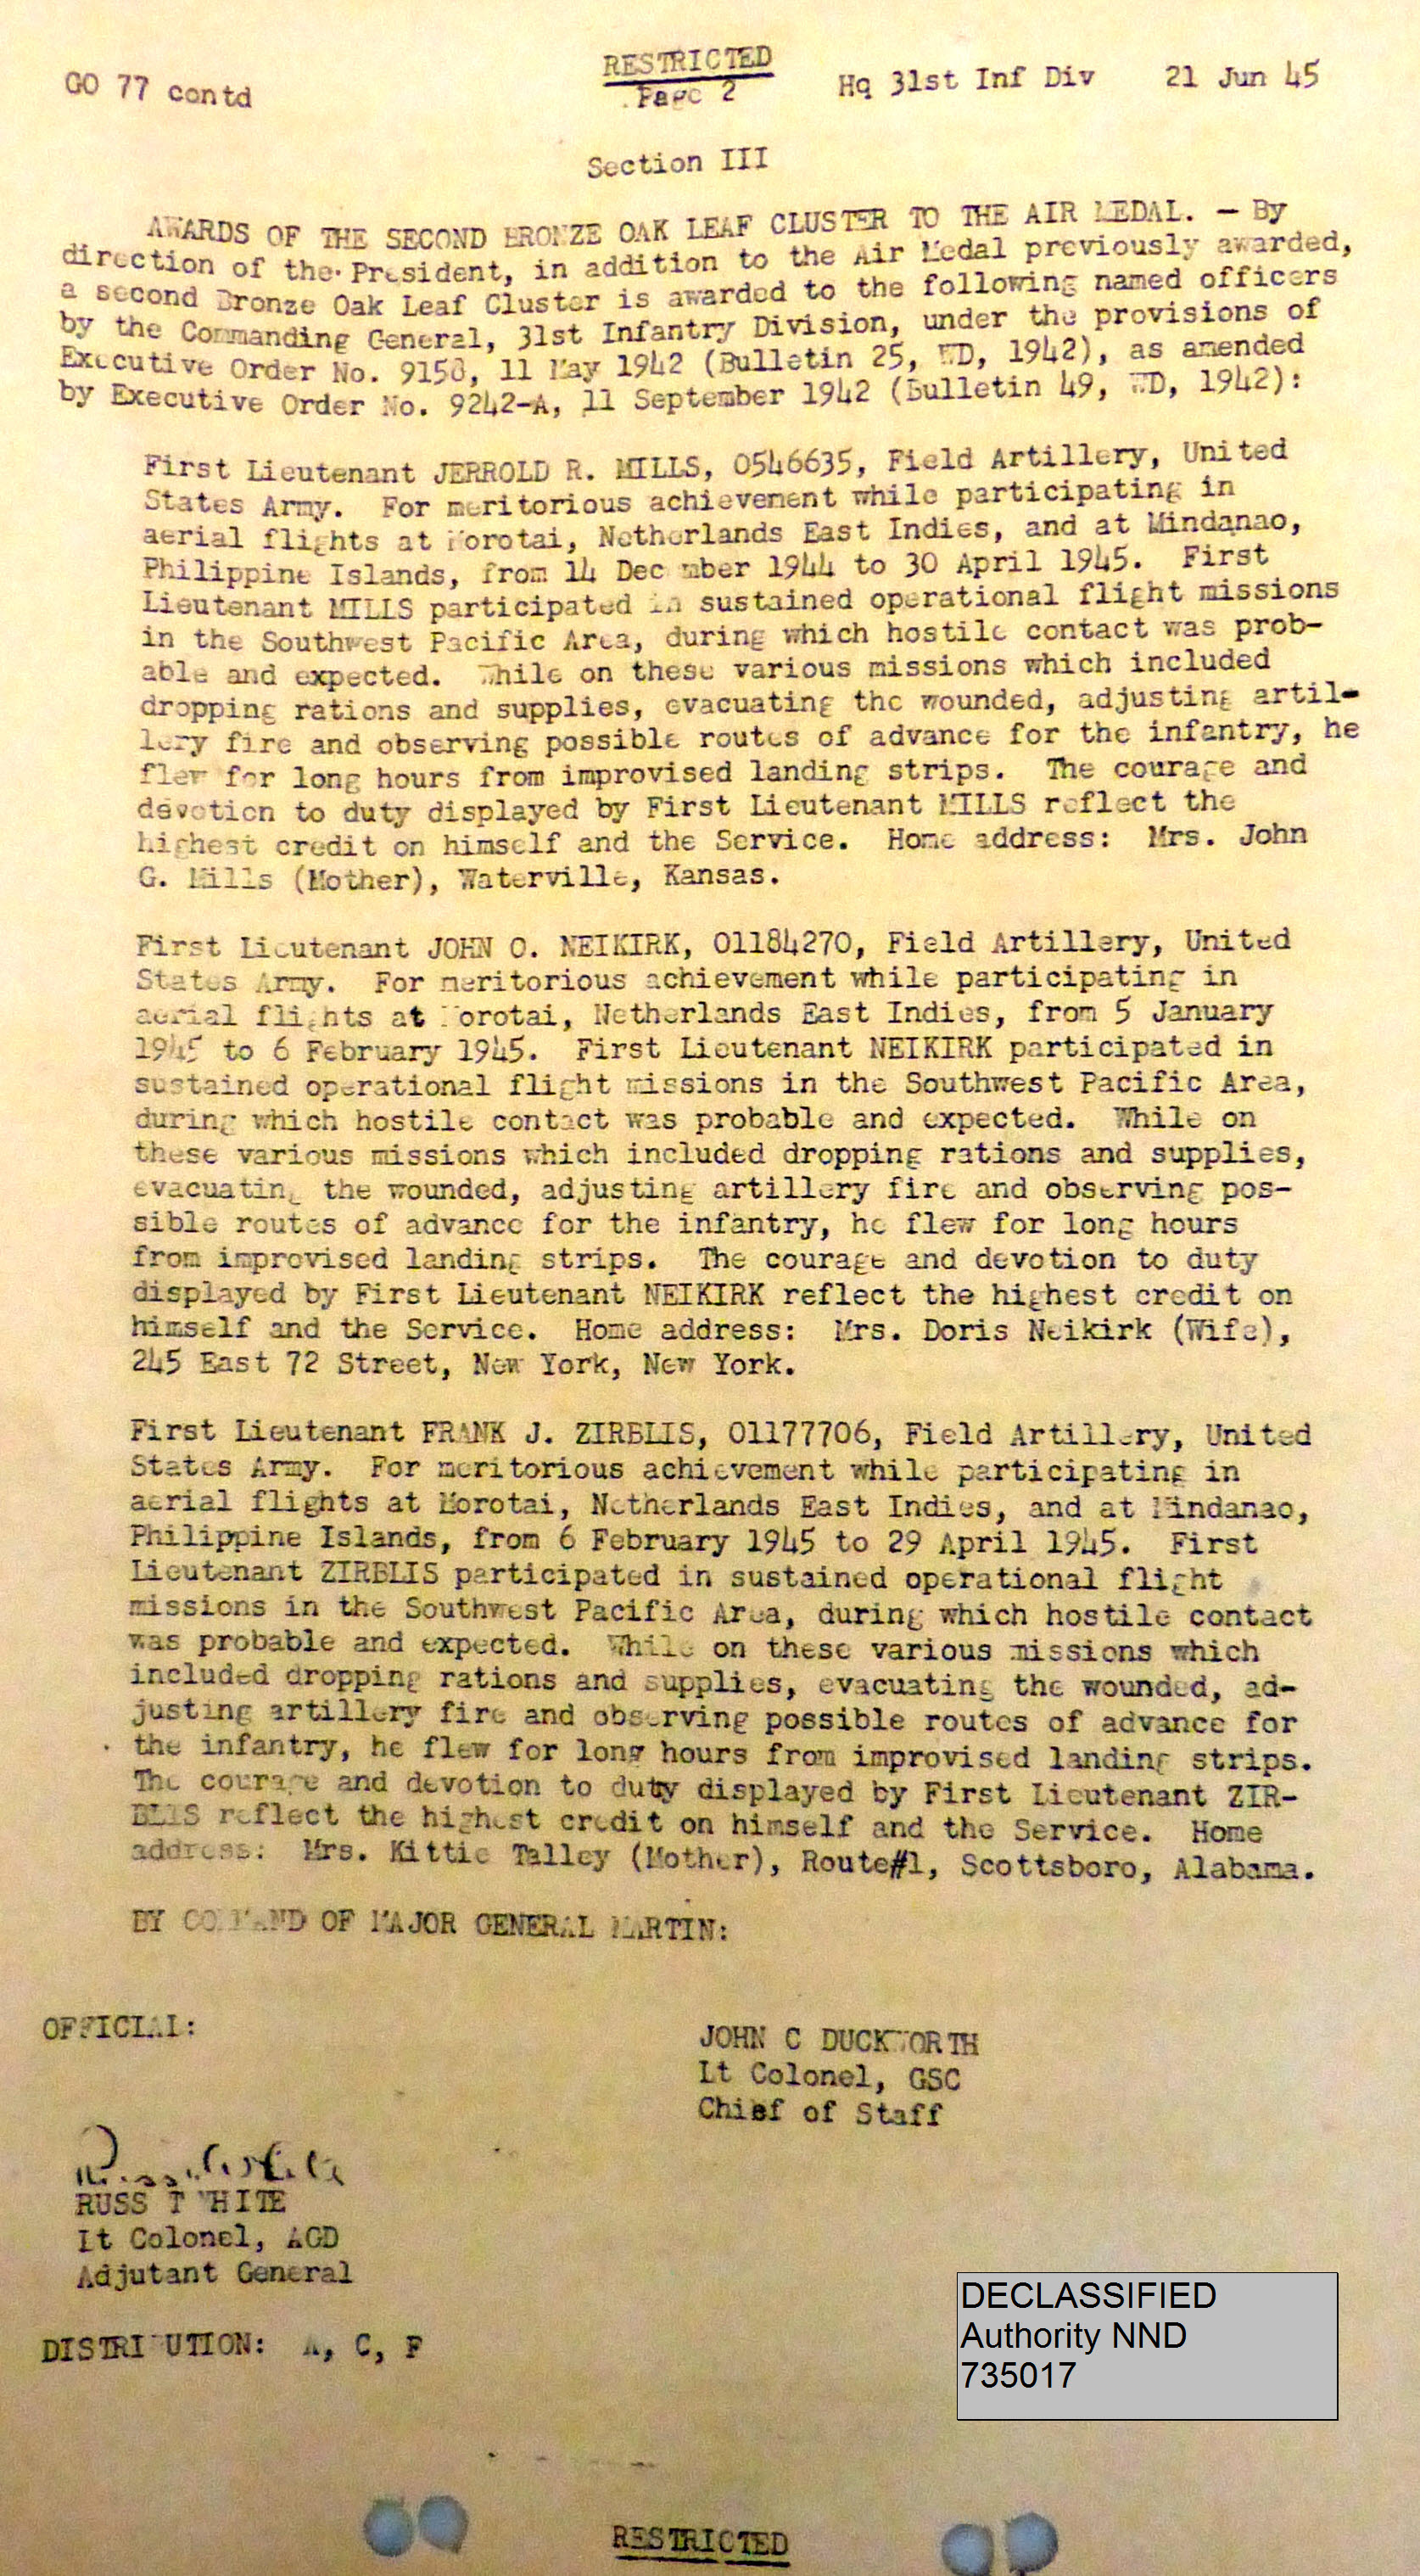 RESTRICTED
GO 77 contd Page 2 Hq 31st Inf Div 21 Jun 45
Section III
AWARDS OF THE SECOND BRONZE OAK LEAF CLUSTER TO THE AIR MEDAL. - By
direction of the President, in addition to the Air Medal previously awarded,
a second Bronze Oak Leaf Cluster is awarded to the following named officers
by the Commanding General, 31st Infantry Division, under the provisions of
Executive Order No. 9158, 11 May 1942 (Bulletin 25, WD, 1942), as amended
by Executive Order No. 9242-A, 11 September 1942 (Bulletin 49, WD, 1942):
First Lieutenant JERROLD R. MILLS, 0546635, Field Artillery, United
States Army. For meritorious achievement while participating in
aerial flights at Morotai, Netherlands East Indies, and at Mindanao,
Philippine Islands, from 14 December 1944 to 30 April 1945. First
Lieutenant MILLS participated in sustained operational flight missions
in the Southwest Pacific Area, during which hostile contact was prob-
able and expected. While on these various missions which included
dropping rations and supplies, evacuating the wounded, adjusting artil-
lery fire and observing possible routes of advance for the infantry, he
flew for long hours from improvised landing strips. The courage and
devotion to duty displayed by First Lieutenant MILLS reflect the
highest credit on himself and the Service. Home address: Mrs. John
G. Mills (Mother), Waterville, Kansas.
First Lieutenant JOHN O. NEIKIRK, 01184270, Field Artillery, United
States Army. For meritorious achievement while participating in
aerial flights at Morotai, Netherlands East Indies, from 5 January
1945 to 6 February 1945. First Lieutenant NEIKIRK participated in
sustained operational flight missions in the Southwest Pacific Area,
during which hostile contact was probable and expected. While on
these various missions which included dropping rations and supplies,
evacuating the wounded, adjusting artillery fire and observing pos-
sible routes of advance for the infantry, he flew for long hours
from improvised landing strips. The courage and devotion to duty
displayed by First Lieutenant NEIKIRK reflect the highest credit on
himself and the Service. Home address: Mrs. Doris Neikirk (Wife),
245 East 72 Street, New York, New York.
First Lieutenant FRANK J. ZIRBLIS, 01177706, Field Artillery, United
States Army. For meritorious achievement while participating in
aerial flights at Morotai, Netherlands East Indies, and at Mindanao,
Philippine Islands, from 6 February 1945 to 29 April 1945. First
Lieutenant ZIRBLIS participated in sustained operational flight
missions in the Southwest Pacific Area, during which hostile contact
was probable and expected. While on these various missions which
included dropping rations and supplies, evacuating the wounded, ad-
justing artillery fire and observing possible routes of advance for
the infantry, he flew for long hours from improvised landing strips.
The courage and devotion to duty displayed by First Lieutenant ZIR-
BLIS reflect the highest credit on himself and the Service. Home
address: Mrs. Kittie Talley (Mother), Route#1, Scottsboro, Alabama.
BY COMMAND OF MAJOR GENERAL MARTIN:
OFFICIAL:
JOHN C DUCKWORTH
Lt Colonel, GSC
Chief of Staff
RUSS T WHITE
Lt Colonel, AGD
Adjutant General
DISTRIBUTION: A, C, F
DECLASSIFIED
Authority NND
735017
RESTRICTED